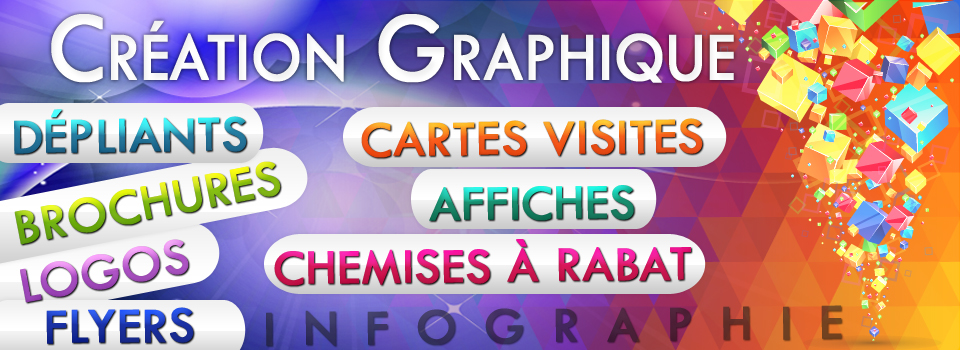 Création Graphique
DÉPLIANTS
CARTES VISITES
BROCHURES
AFFICHES
LOGOS
CHEMISES À RABAT
FLYERS
INFOGRAPHIE